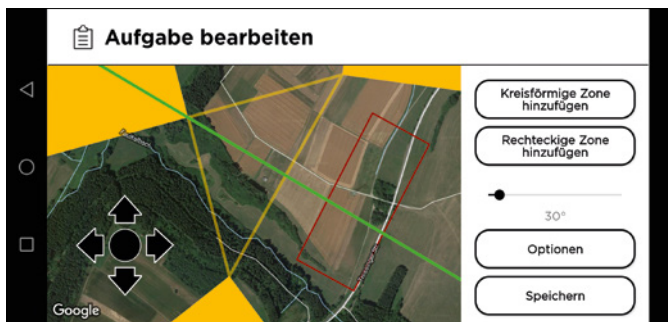 Aufgabe bearbeiten
Kreisförmige Zone
hinzufügen
Rechteckige Zone
hinzufügen
30°
Optionen
Speichern
Google